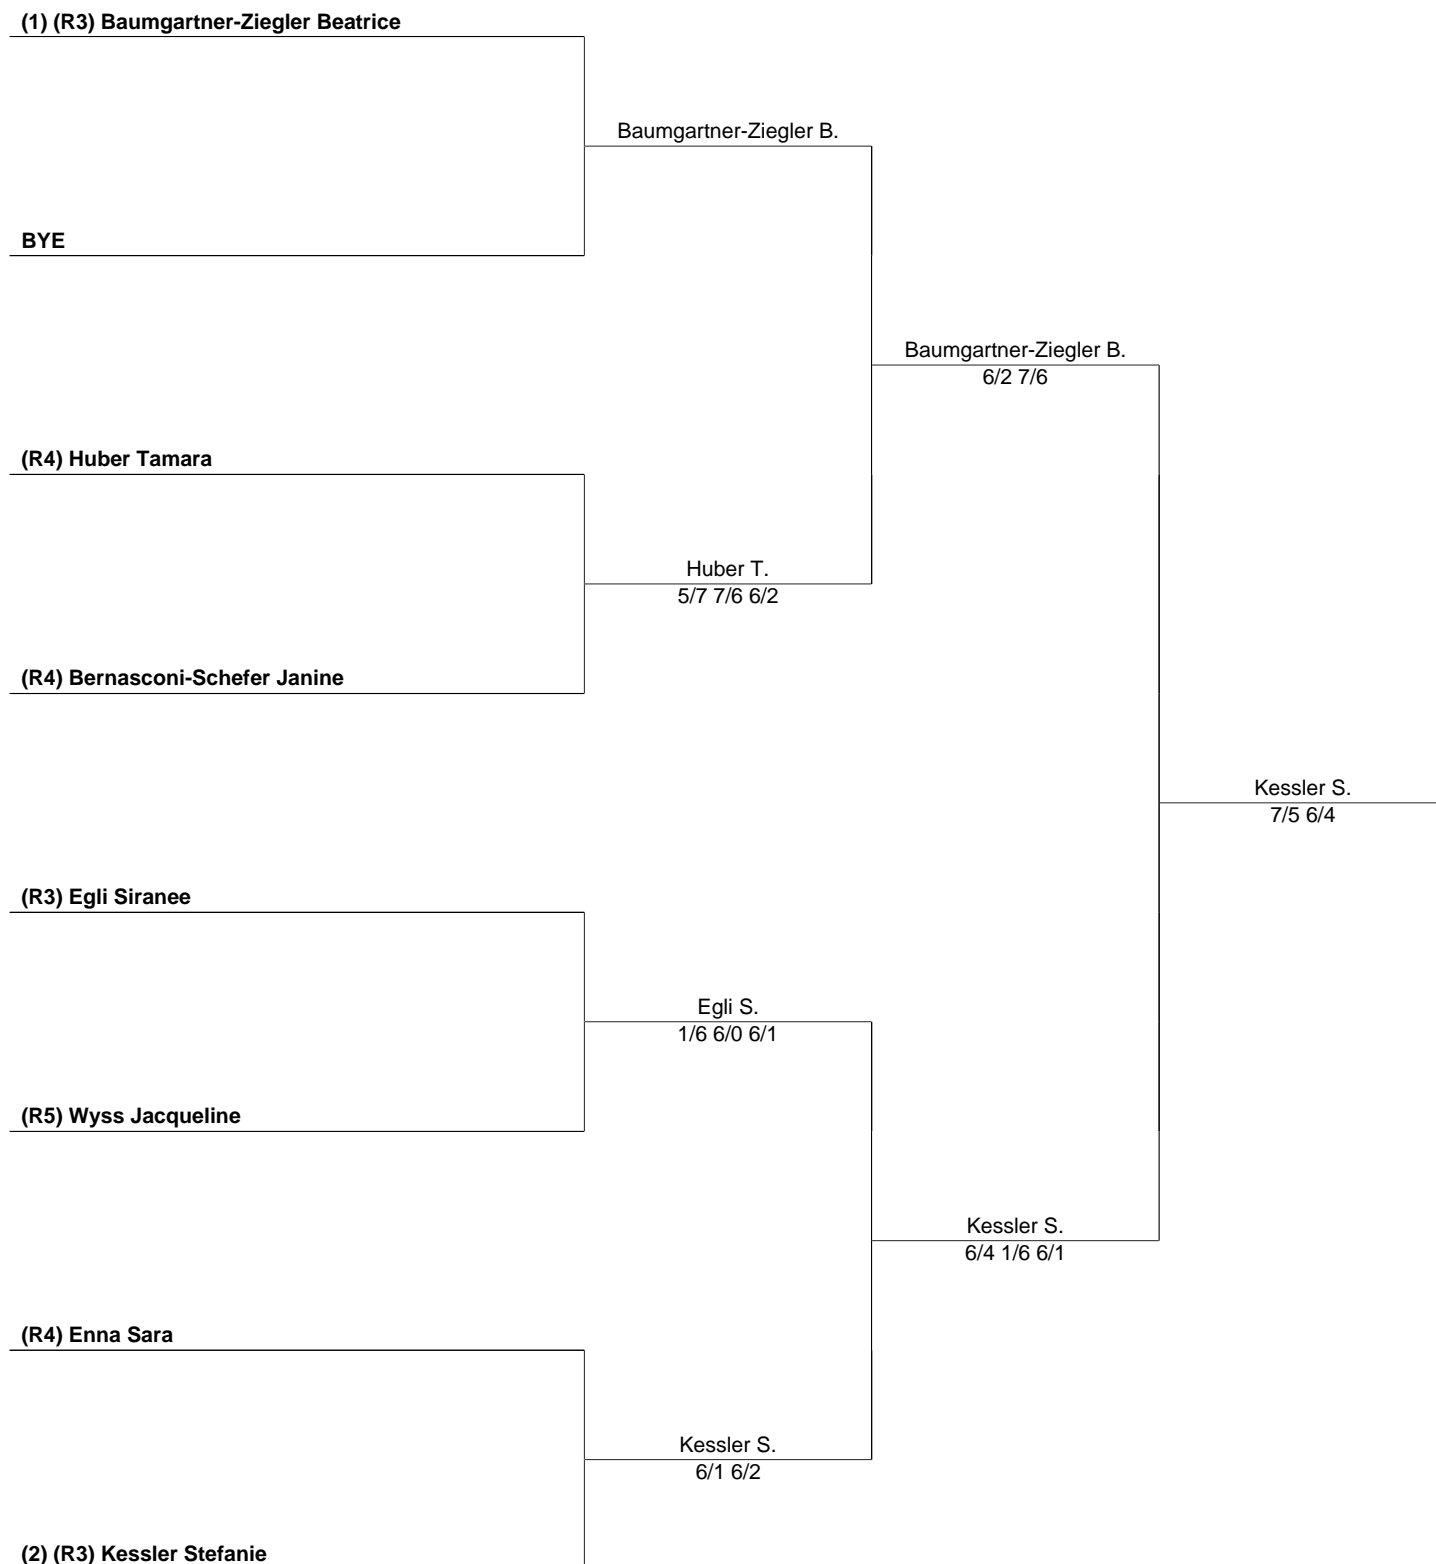 (1) (R3) Baumgartner-Ziegler Beatrice
Baumgartner-Ziegler B.
BYE
Baumgartner-Ziegler B.
6/2 7/6
(R4) Huber Tamara
Huber T.
5/7 7/6 6/2
(R4) Bernasconi-Schefer Janine
Kessler S.
7/5 6/4
(R3) Egli Siranee
Egli S.
1/6 6/0 6/1
(R5) Wyss Jacqueline
Kessler S.
6/4 1/6 6/1
(R4) Enna Sara
Kessler S.
6/1 6/2
(2) (R3) Kessler Stefanie